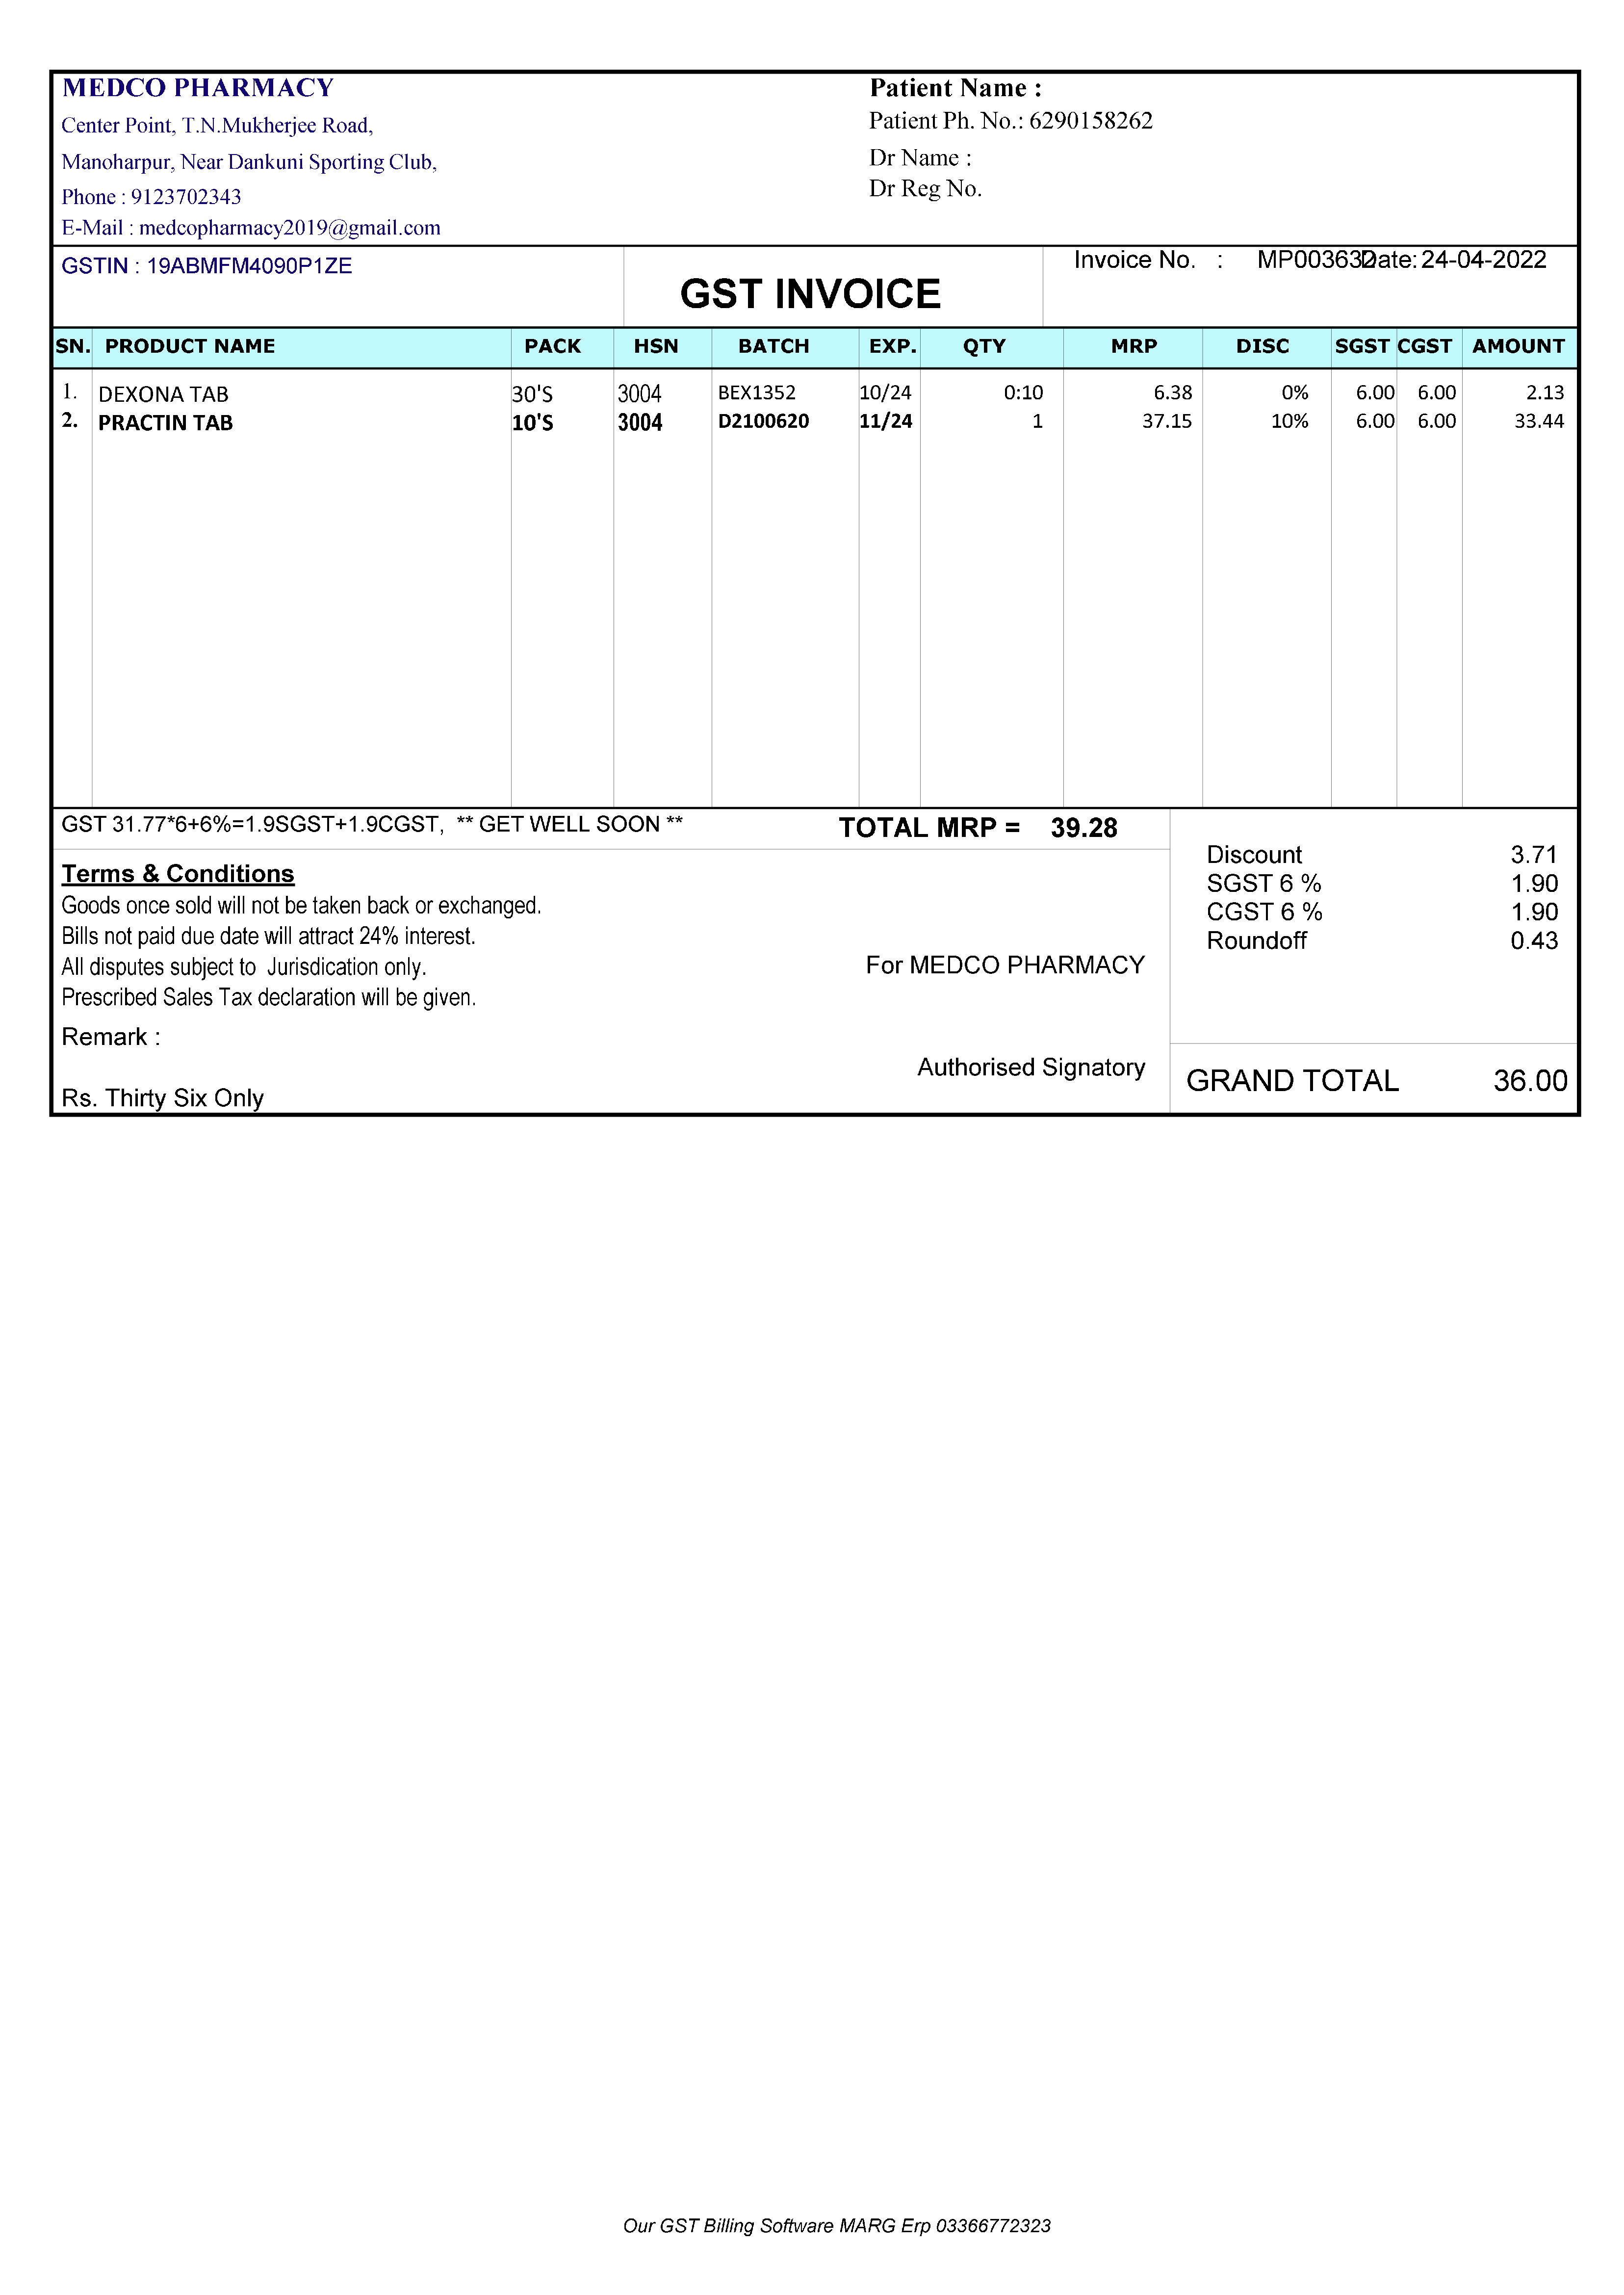 MEDCO PHARMACY
Center Point, T.N.Mukherjee Road,
Manoharpur, Near Dankuni Sporting Club,
Phone : 9123702343
E-Mail : medcopharmacy2019@gmail.com
Patient Name :
Patient Ph. No.: 6290158262
Dr Name :
Dr Reg No.
GSTIN : 19ABMFM4090P1ZE
GST INVOICE
Invoice No. : MP003632 Date: 24-04-2022
SN. PRODUCT NAME PACK HSN BATCH EXP. QTY MRP DISC SGST CGST AMOUNT
1. DEXONA TAB 30'S 3004 BEX1352 10/24 0:10 6.38 0% 6.00 6.00 2.13
2. PRACTIN TAB 10'S 3004 D2100620 11/24 1 37.15 10% 6.00 6.00 33.44
GST 31.77*6+6%=1.9SGST+1.9CGST, ** GET WELL SOON **
TOTAL MRP = 39.28
Terms & Conditions
Goods once sold will not be taken back or exchanged.
Bills not paid due date will attract 24% interest.
All disputes subject to Jurisdication only.
Prescribed Sales Tax declaration will be given.
Remark :
Rs. Thirty Six Only
For MEDCO PHARMACY
Authorised Signatory
Discount 3.71
SGST 6 % 1.90
CGST 6 % 1.90
Roundoff 0.43
GRAND TOTAL 36.00
Our GST Billing Software MARG Erp 03366772323